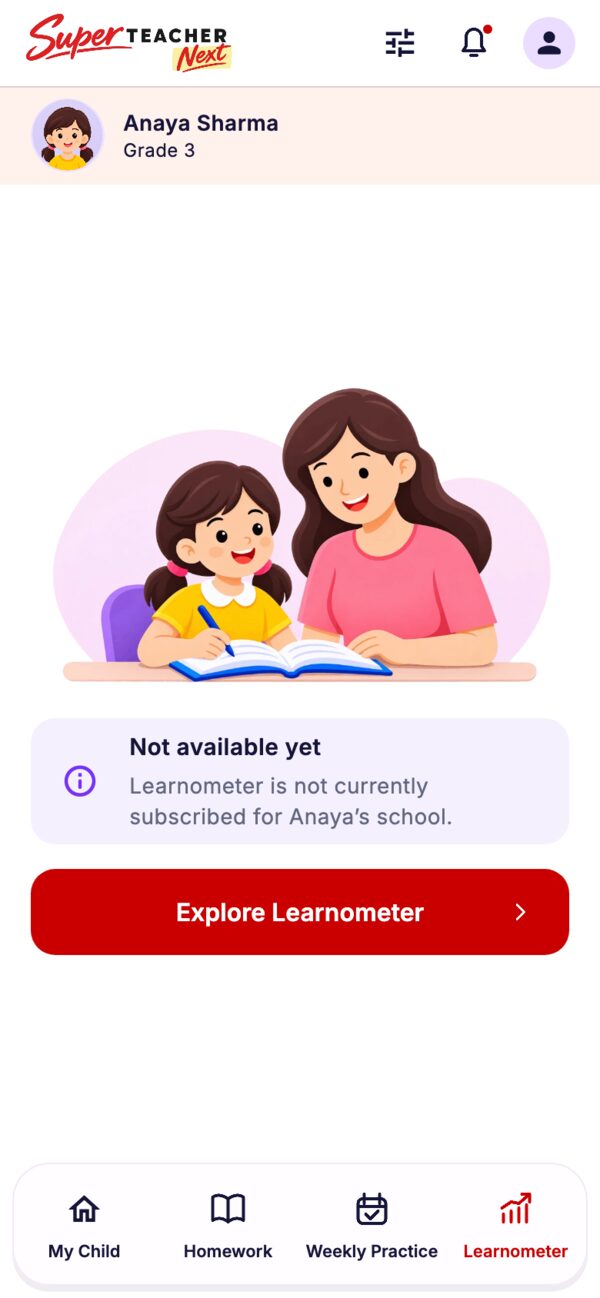 Super TEACHER
Next
Anaya Sharma
Grade 3
Not available yet
Learnometer is not currently
subscribed for Anaya’s school.
Explore Learnometer
My Child
Homework
Weekly Practice
Learnometer